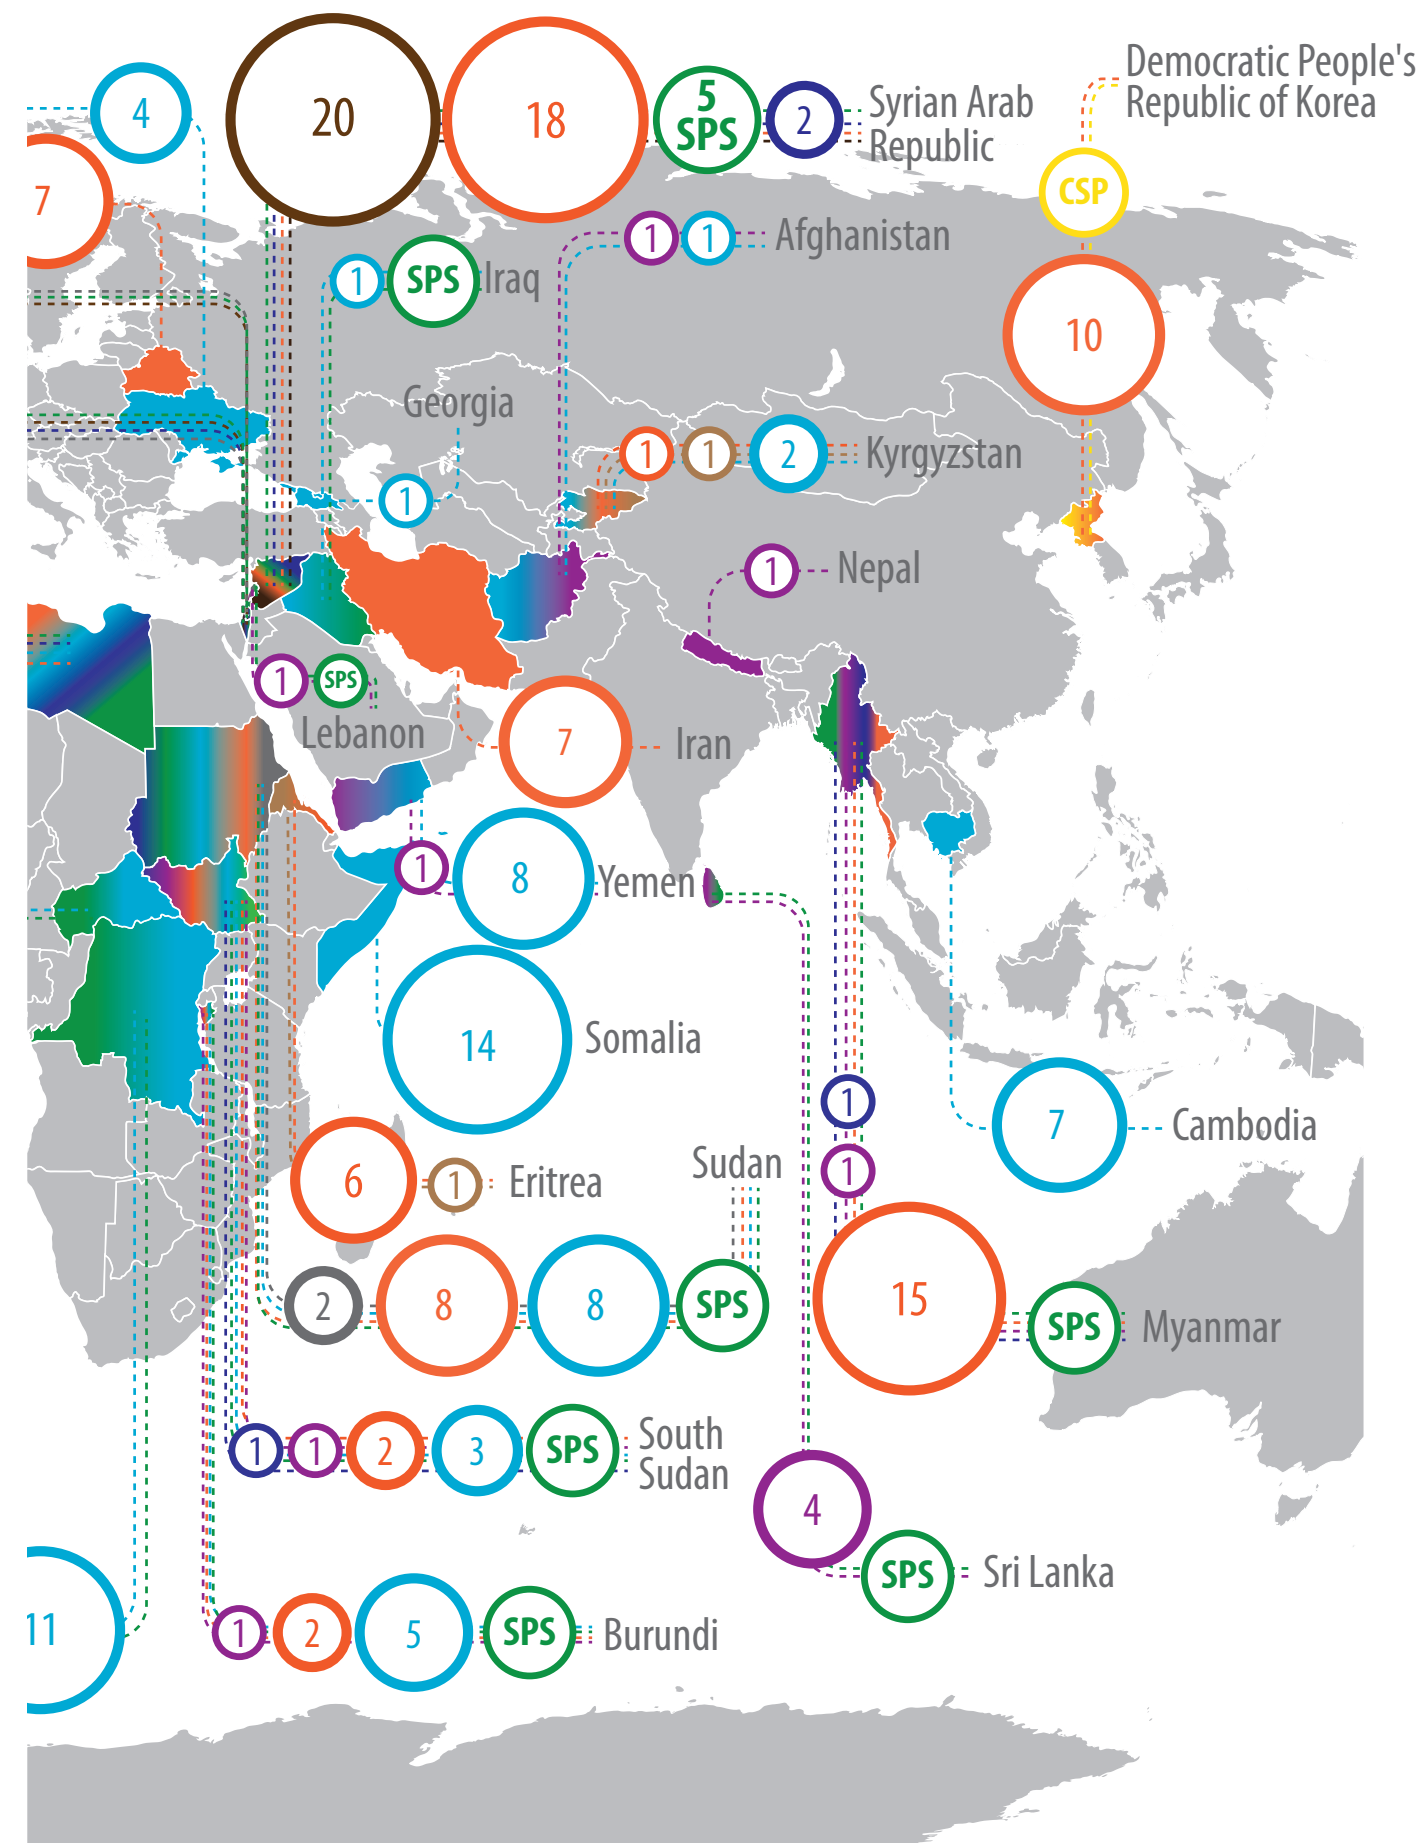 4
20
18
5
SPS
2
Syrian Arab
Republic
Democratic People's
Republic of Korea
CSP
10
7
1
1
Afghanistan
1
SPS
Iraq
Georgia
1
1
1
2
Kyrgyzstan
1
Nepal
1
SPS
Lebanon
7
Iran
1
8
Yemen
14
Somalia
1
1
15
SPS
Myanmar
7
Cambodia
6
1
Eritrea
Sudan
2
8
8
SPS
1
1
2
3
SPS
South
Sudan
4
SPS
Sri Lanka
11
1
2
5
SPS
Burundi